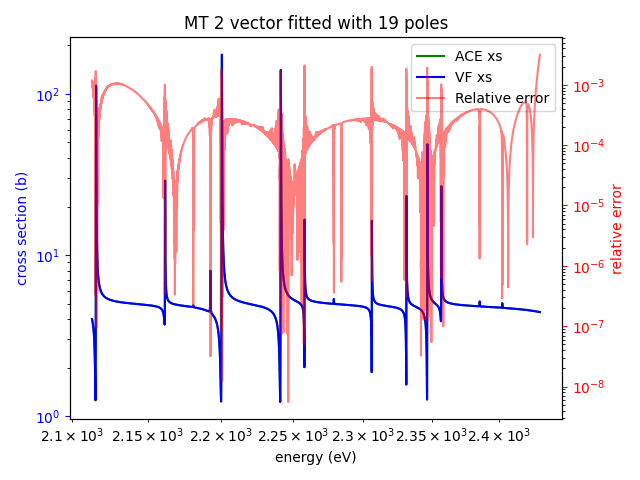 MT 2 vector fitted with 19 poles
ACE xs
VF xs
Relative error
10²
10¹
10⁰
cross section (b)
10⁻³
10⁻⁴
10⁻⁵
10⁻⁶
10⁻⁷
10⁻⁸
relative error
2.1 × 10³ 2.15 × 10³ 2.2 × 10³ 2.25 × 10³ 2.3 × 10³ 2.35 × 10³ 2.4 × 10³
energy (eV)